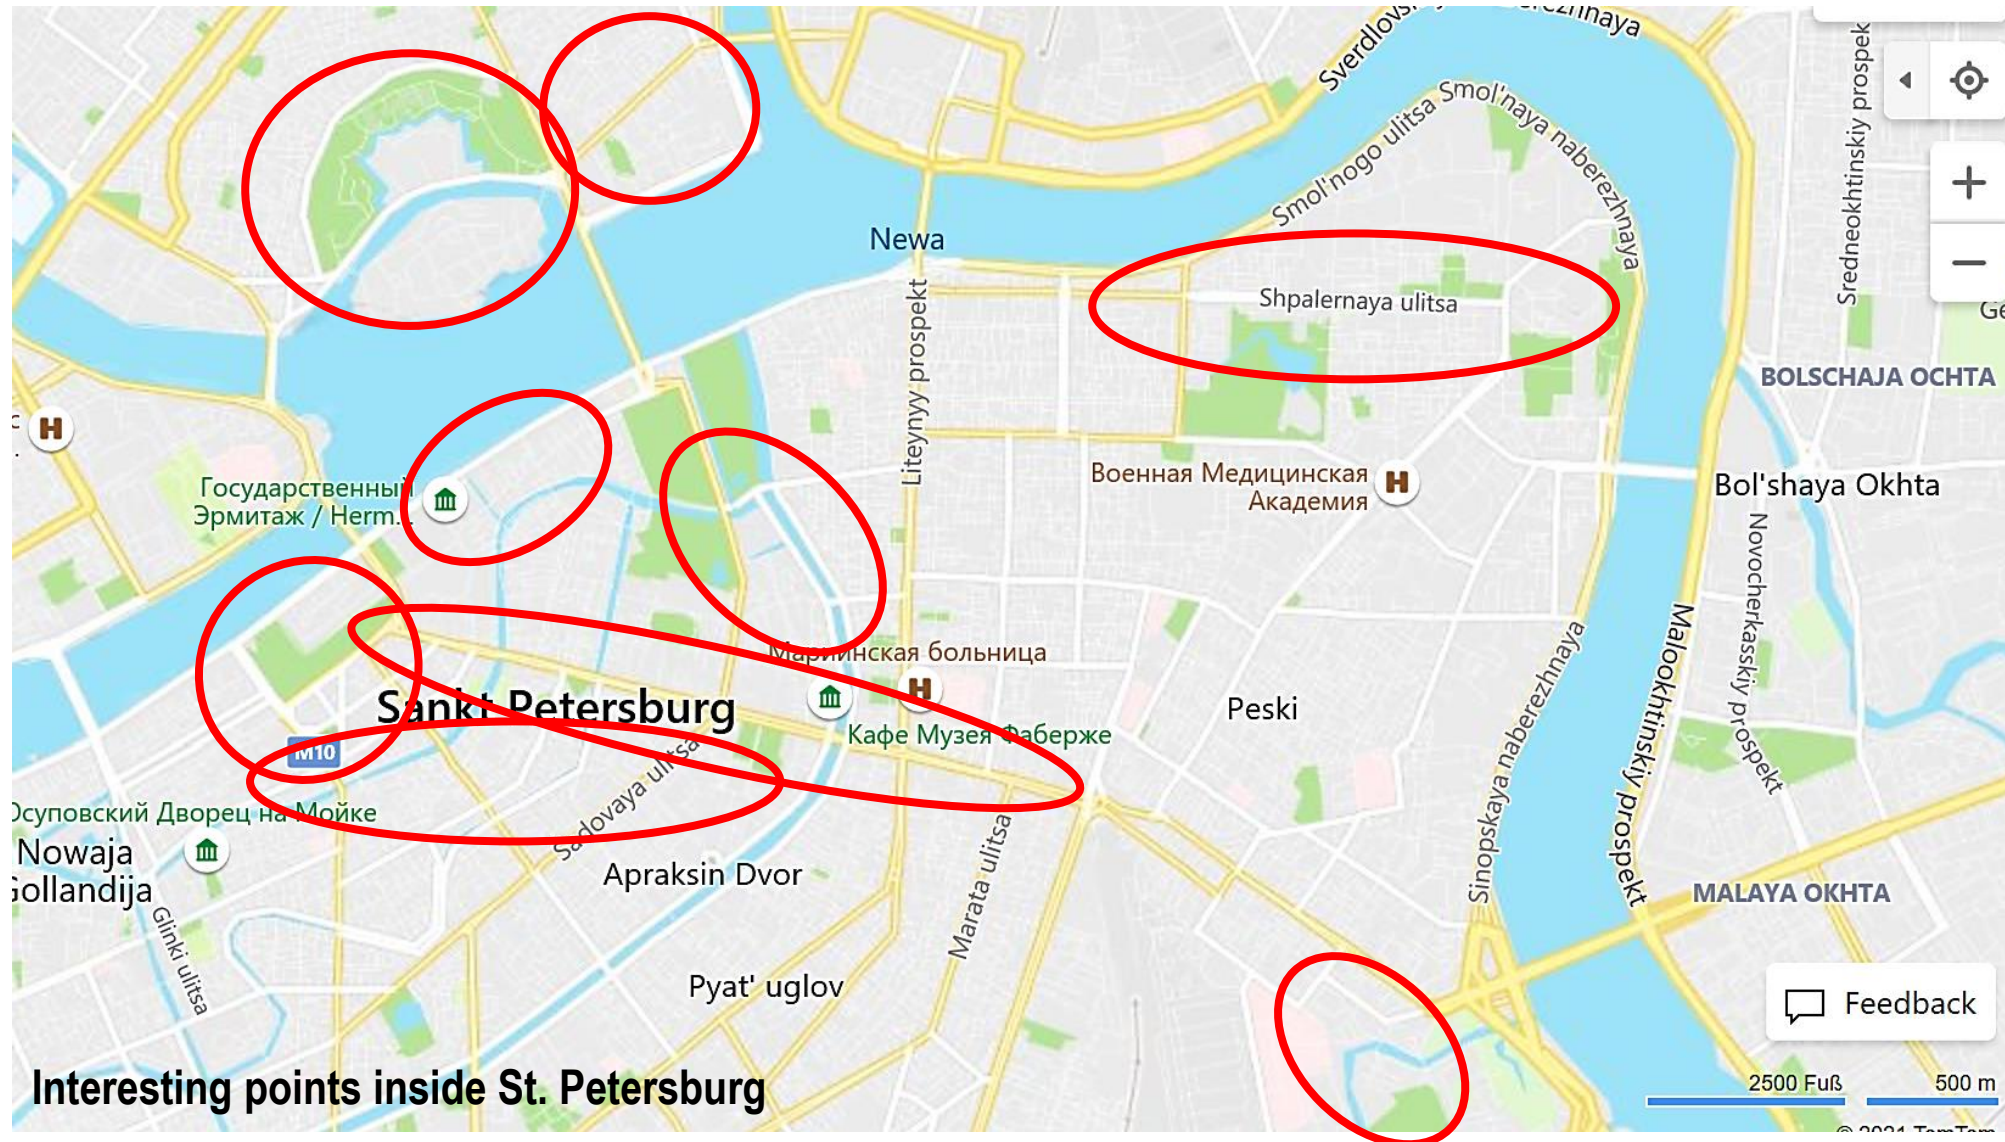 Sverdlovs
ezhnaya
Smol'nogo ulitsa
Smol'naya naberezhnaya
Sredneokhtinskiy prospek
Newa
Shpalernaya ulitsa
Ge
BOLSCHAJA OCHTA
с
H
.
Liteynyy prospekt
Государственный
Эрмитаж / Herm...
Военная Медицинская
Академия
H
Bol'shaya Okhta
Novocherkasskiy prospekt
Malookhtinskiy prospekt
Sinopskaya naberezhnaya
Мариинская больница
H
Sankt Petersburg
Peski
Кафе Музея Фаберже
M10
Sadovaya ulitsa
Осуповский Дворец на Мойке
Nowaja
Gollandija
Apraksin Dvor
Marata ulitsa
MALAYA OKHTA
Glinki ulitsa
Pyat' uglov
Feedback
Interesting points inside St. Petersburg
2500 Fuß
500 m
© 2021 TomTom